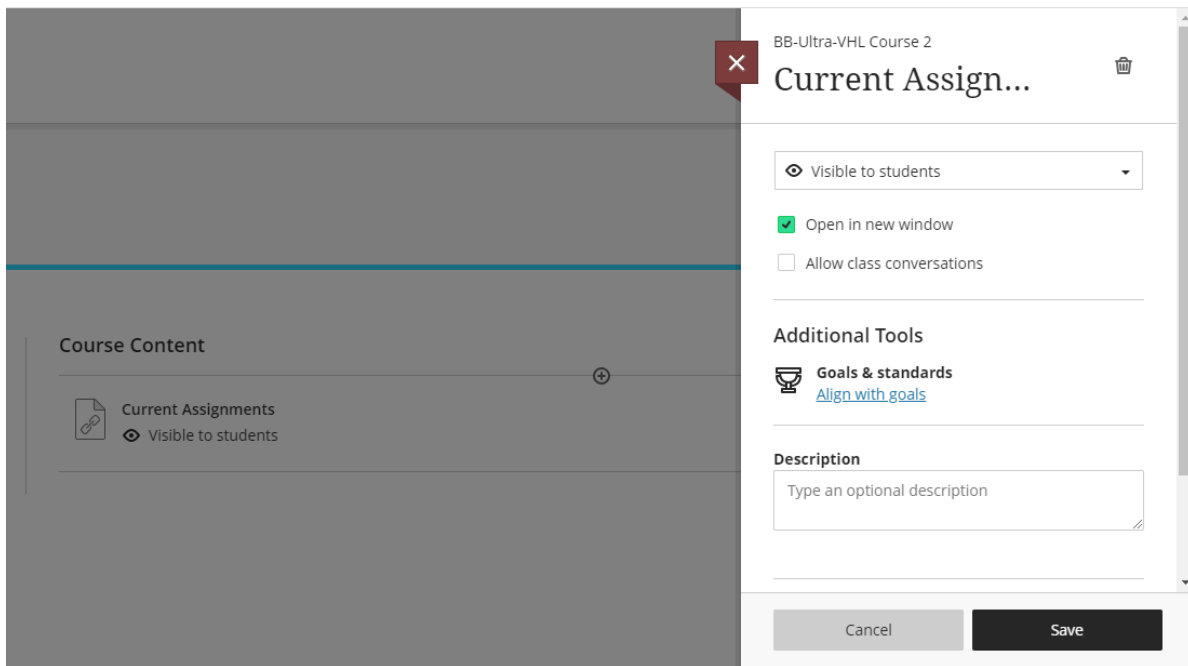 BB-Ultra-VHL Course 2
Current Assign...
Visible to students
Open in new window
Allow class conversations
Additional Tools
Goals & standards
Align with goals
Description
Type an optional description
Cancel
Save
Course Content
Current Assignments
Visible to students